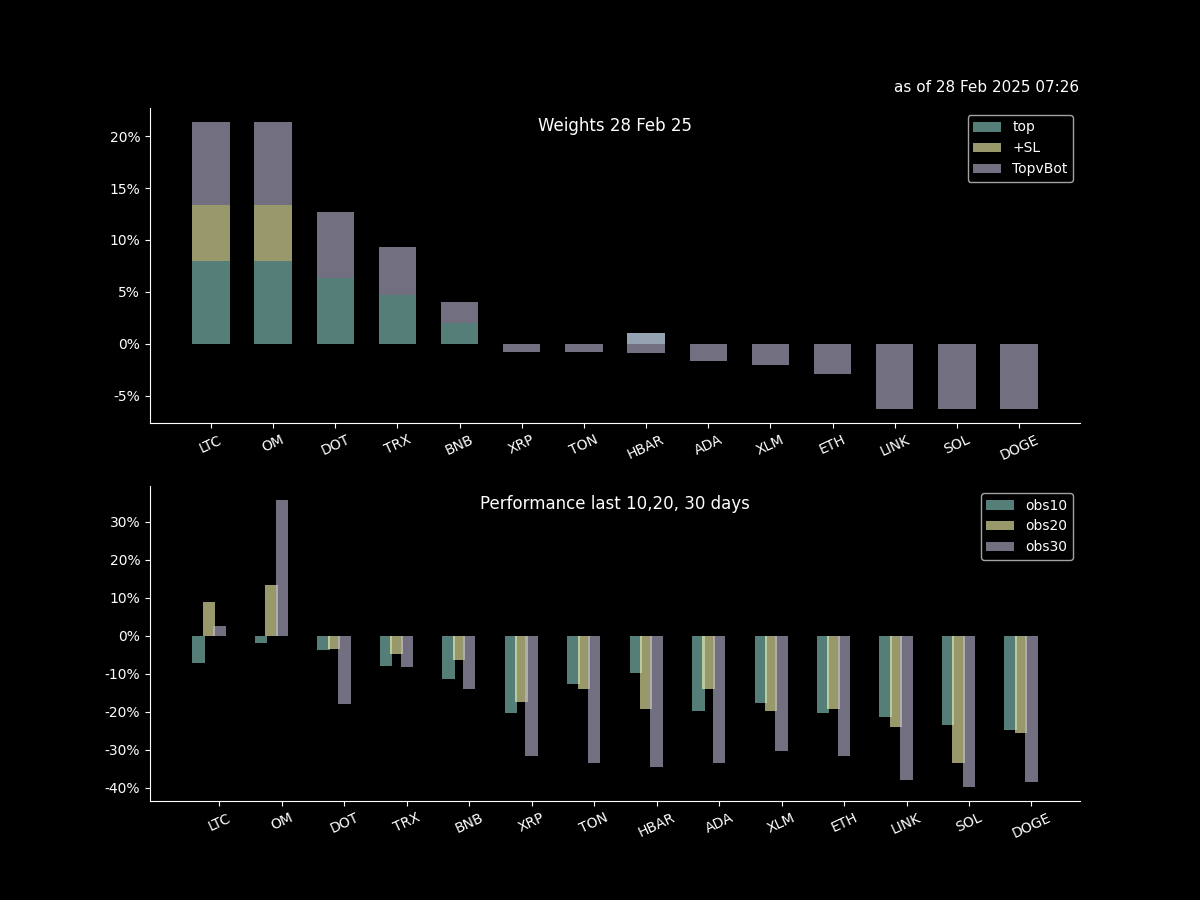 as of 28 Feb 2025 07:26
Weights 28 Feb 25
top
+SL
TopvBot
20%
15%
10%
5%
0%
-5%
LTC OM DOT TRX BNB XRP TON HBAR ADA XLM ETH LINK SOL DOGE
Performance last 10,20, 30 days
obs10
obs20
obs30
30%
20%
10%
0%
-10%
-20%
-30%
-40%
LTC OM DOT TRX BNB XRP TON HBAR ADA XLM ETH LINK SOL DOGE